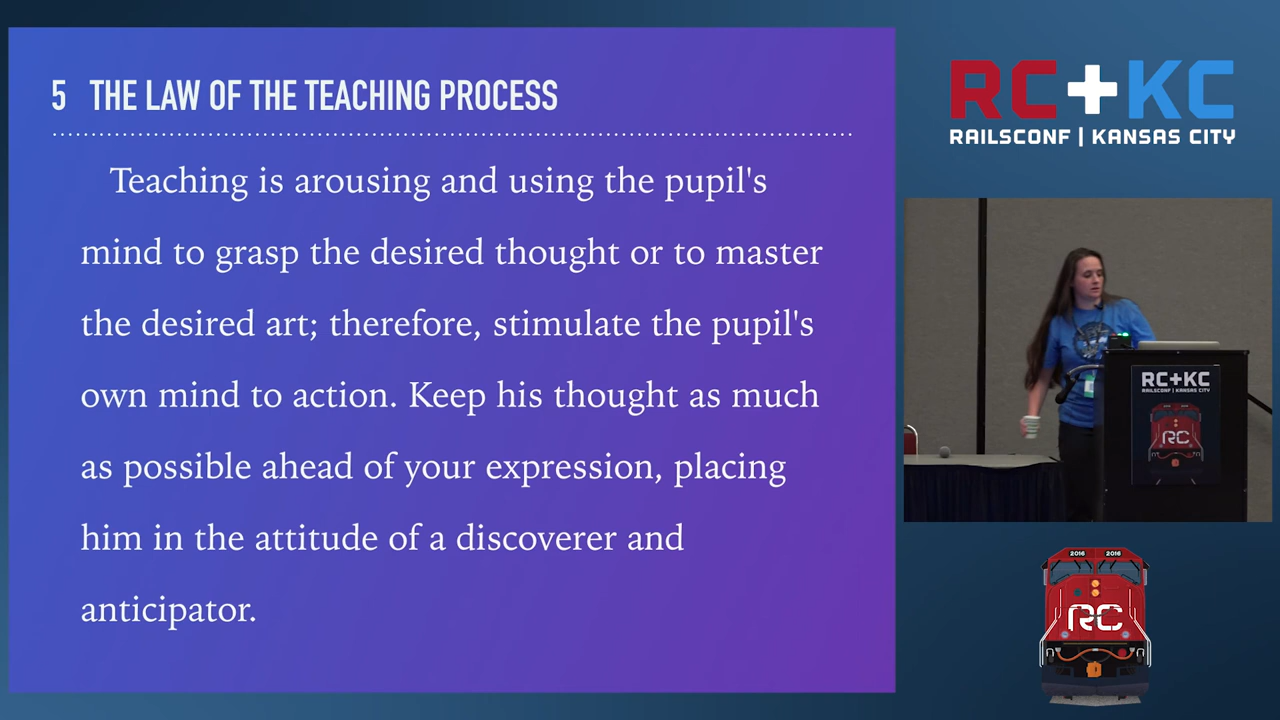 5 THE LAW OF THE TEACHING PROCESS
Teaching is arousing and using the pupil's
mind to grasp the desired thought or to master
the desired art; therefore, stimulate the pupil's
own mind to action. Keep his thought as much
as possible ahead of your expression, placing
him in the attitude of a discoverer and
anticipator.
RC+KC
RAILSCONF | KANSAS CITY
RC+KC
RAILSCONF | KANSAS CITY
RC
2016 2016
RC